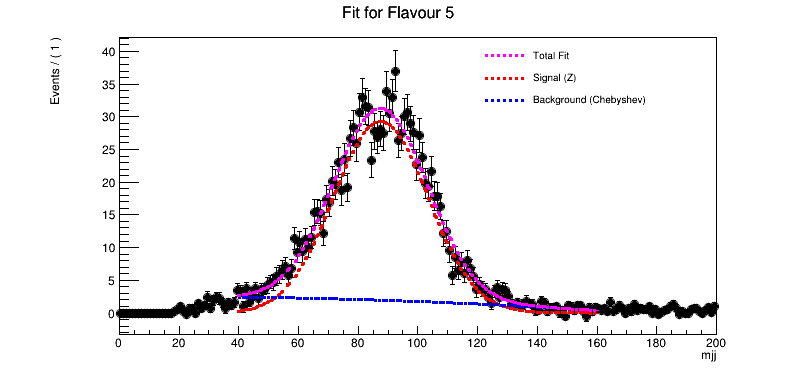 Fit for Flavour 5
Events / ( 1 )
40
35
30
25
20
15
10
5
0
Total Fit
Signal (Z)
Background (Chebyshev)
0 20 40 60 80 100 120 140 160 180 200
mjj